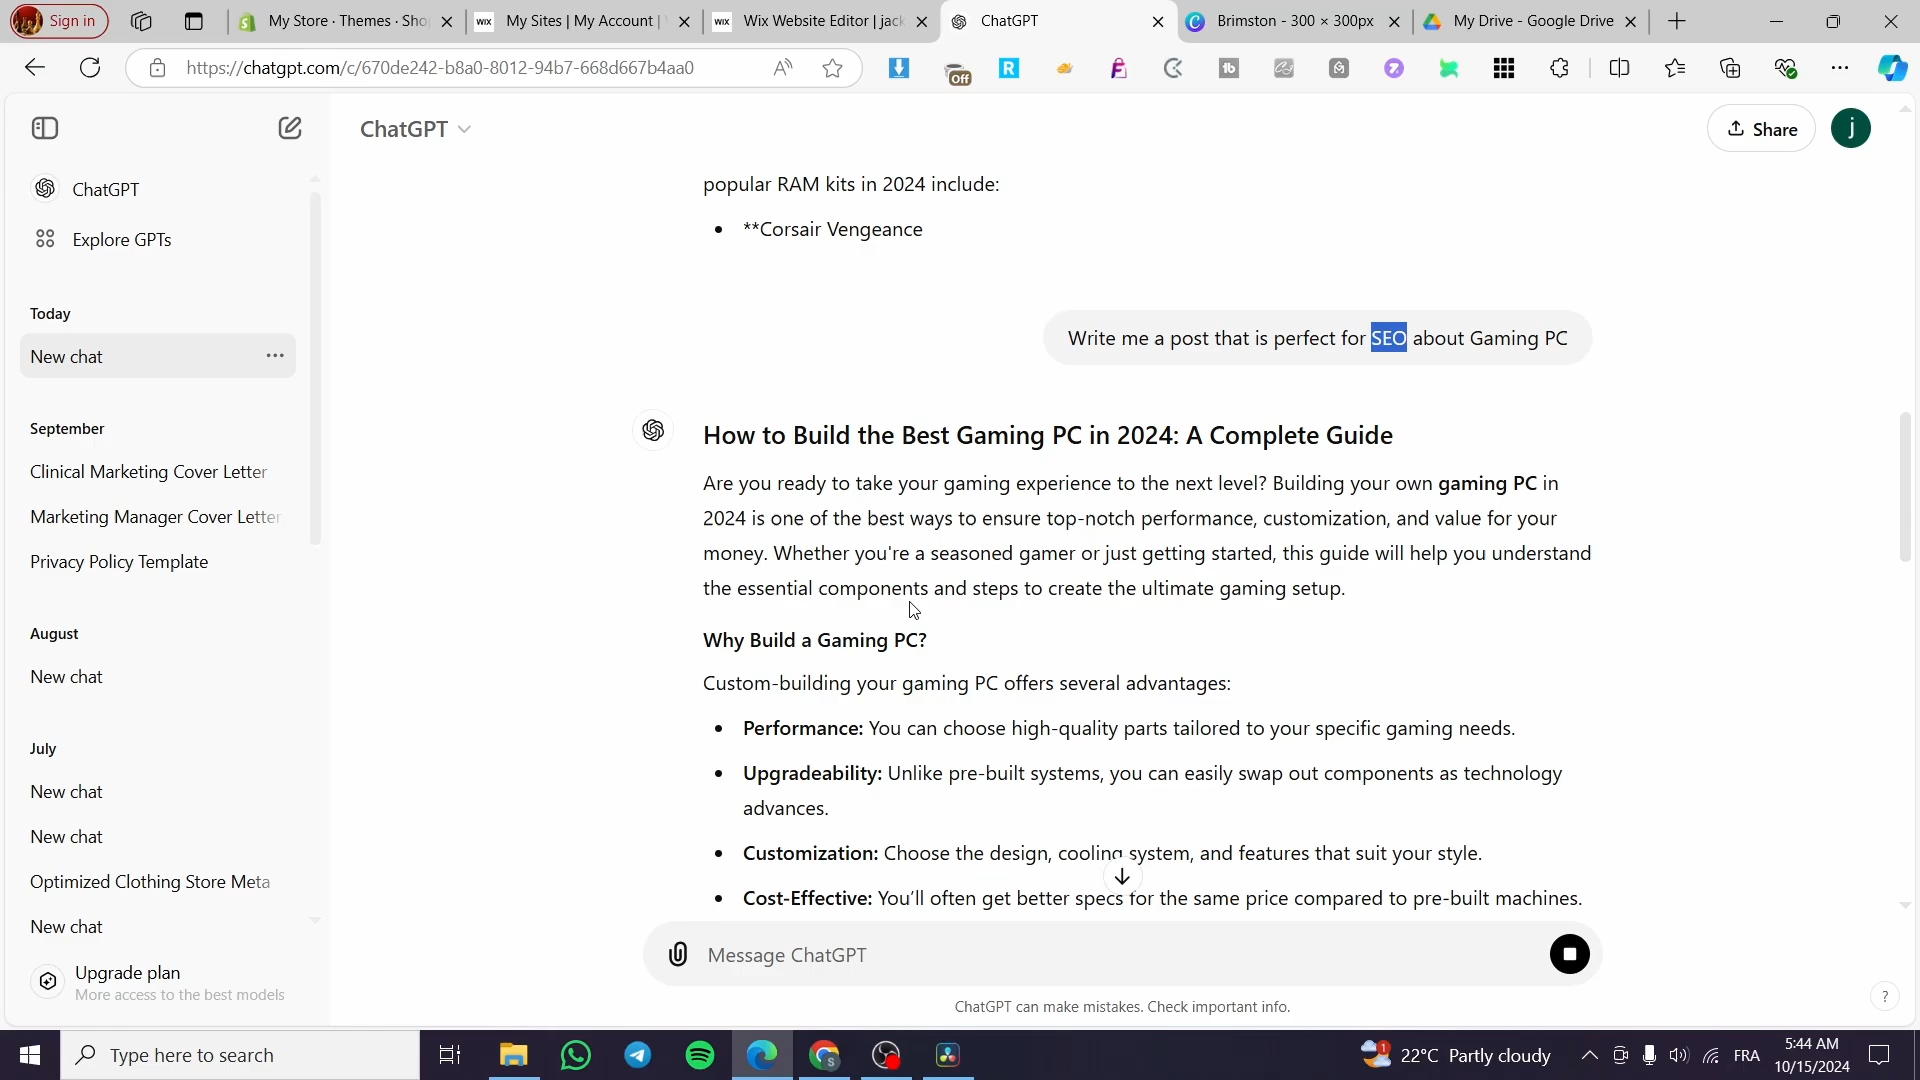 Sign in
My Store · Themes · Sho
My Sites | My Account |
Wix Website Editor | jack
ChatGPT
Brimston - 300 × 300px
My Drive - Google Drive
https://chatgpt.com/c/670de242-b8a0-8012-94b7-668d667b4aa0
Off
ChatGPT
Share
j
ChatGPT
Explore GPTs
Today
New chat
September
Clinical Marketing Cover Letter
Marketing Manager Cover Letter
Privacy Policy Template
August
New chat
July
New chat
New chat
Optimized Clothing Store Meta
New chat
Upgrade plan
More access to the best models
popular RAM kits in 2024 include:
• **Corsair Vengeance
Write me a post that is perfect for SEO about Gaming PC
How to Build the Best Gaming PC in 2024: A Complete Guide
Are you ready to take your gaming experience to the next level? Building your own gaming PC in
2024 is one of the best ways to ensure top-notch performance, customization, and value for your
money. Whether you're a seasoned gamer or just getting started, this guide will help you understand
the essential components and steps to create the ultimate gaming setup.
Why Build a Gaming PC?
Custom-building your gaming PC offers several advantages:
• Performance: You can choose high-quality parts tailored to your specific gaming needs.
• Upgradeability: Unlike pre-built systems, you can easily swap out components as technology
advances.
• Customization: Choose the design, cooling system, and features that suit your style.
• Cost-Effective: You'll often get better specs for the same price compared to pre-built machines.
Message ChatGPT
ChatGPT can make mistakes. Check important info.
?
Type here to search
22°C Partly cloudy
FRA
5:44 AM
10/15/2024